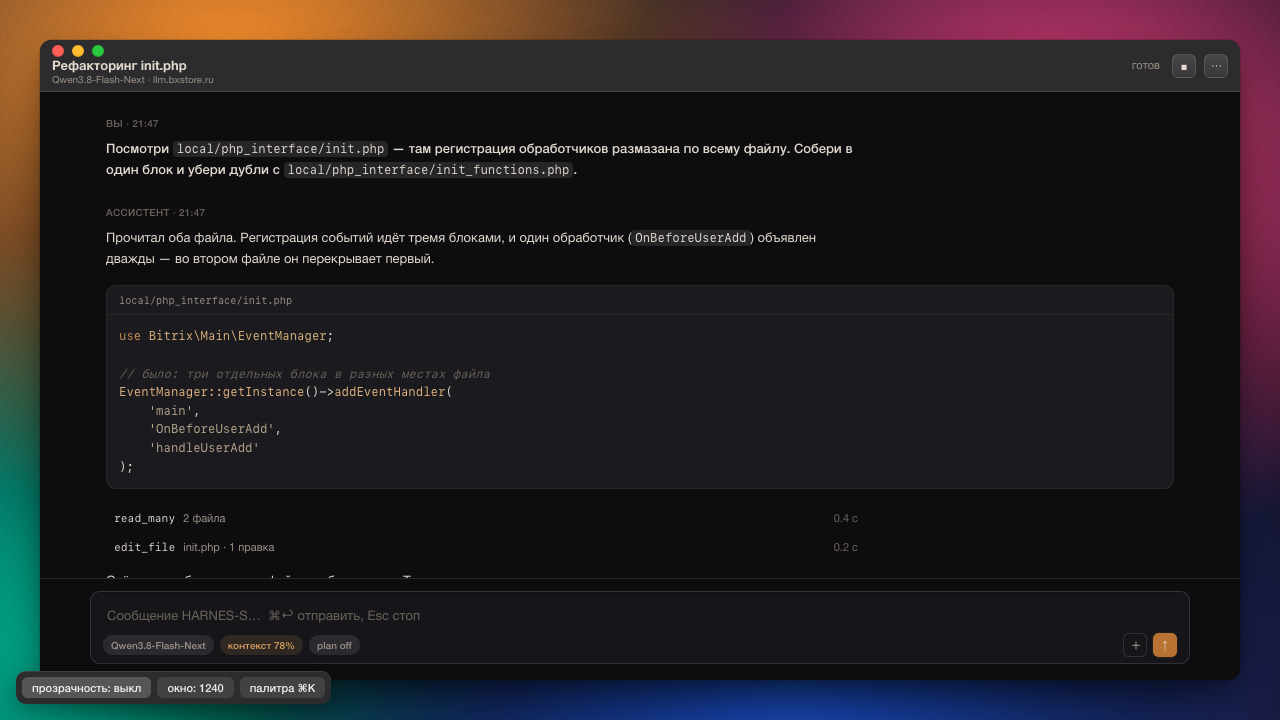 Рефакторинг init.php
Qwen3.8-Flash-Next · llm.bxstore.ru
готов
ВЫ · 21:47
Посмотри local/php_interface/init.php — там регистрация обработчиков размазана по всему файлу. Собери в
один блок и убери дубли с local/php_interface/init_functions.php.
АССИСТЕНТ · 21:47
Прочитал оба файла. Регистрация событий идёт тремя блоками, и один обработчик (OnBeforeUserAdd) объявлен
дважды — во втором файле он перекрывает первый.
local/php_interface/init.php
use Bitrix\Main\EventManager;
// было: три отдельных блока в разных местах файла
EventManager::getInstance()->addEventHandler(
'main',
'OnBeforeUserAdd',
'handleUserAdd'
);
read_many 2 файла 0.4 с
edit_file init.php · 1 правка 0.2 с
Сообщение HARNES-S… ⌘↩ отправить, Esc стоп
Qwen3.8-Flash-Next контекст 78% plan off
прозрачность: выкл окно: 1240 палитра ⌘K